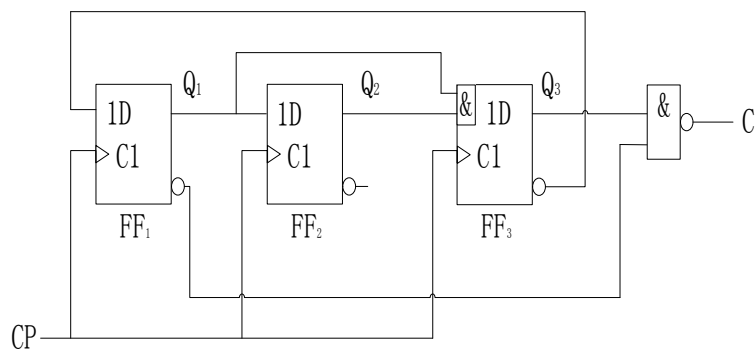 Q₁ Q₂ Q₃
& 
1D 1D & 1D C
C1 C1 C1
FF₁ FF₂ FF₃
CP